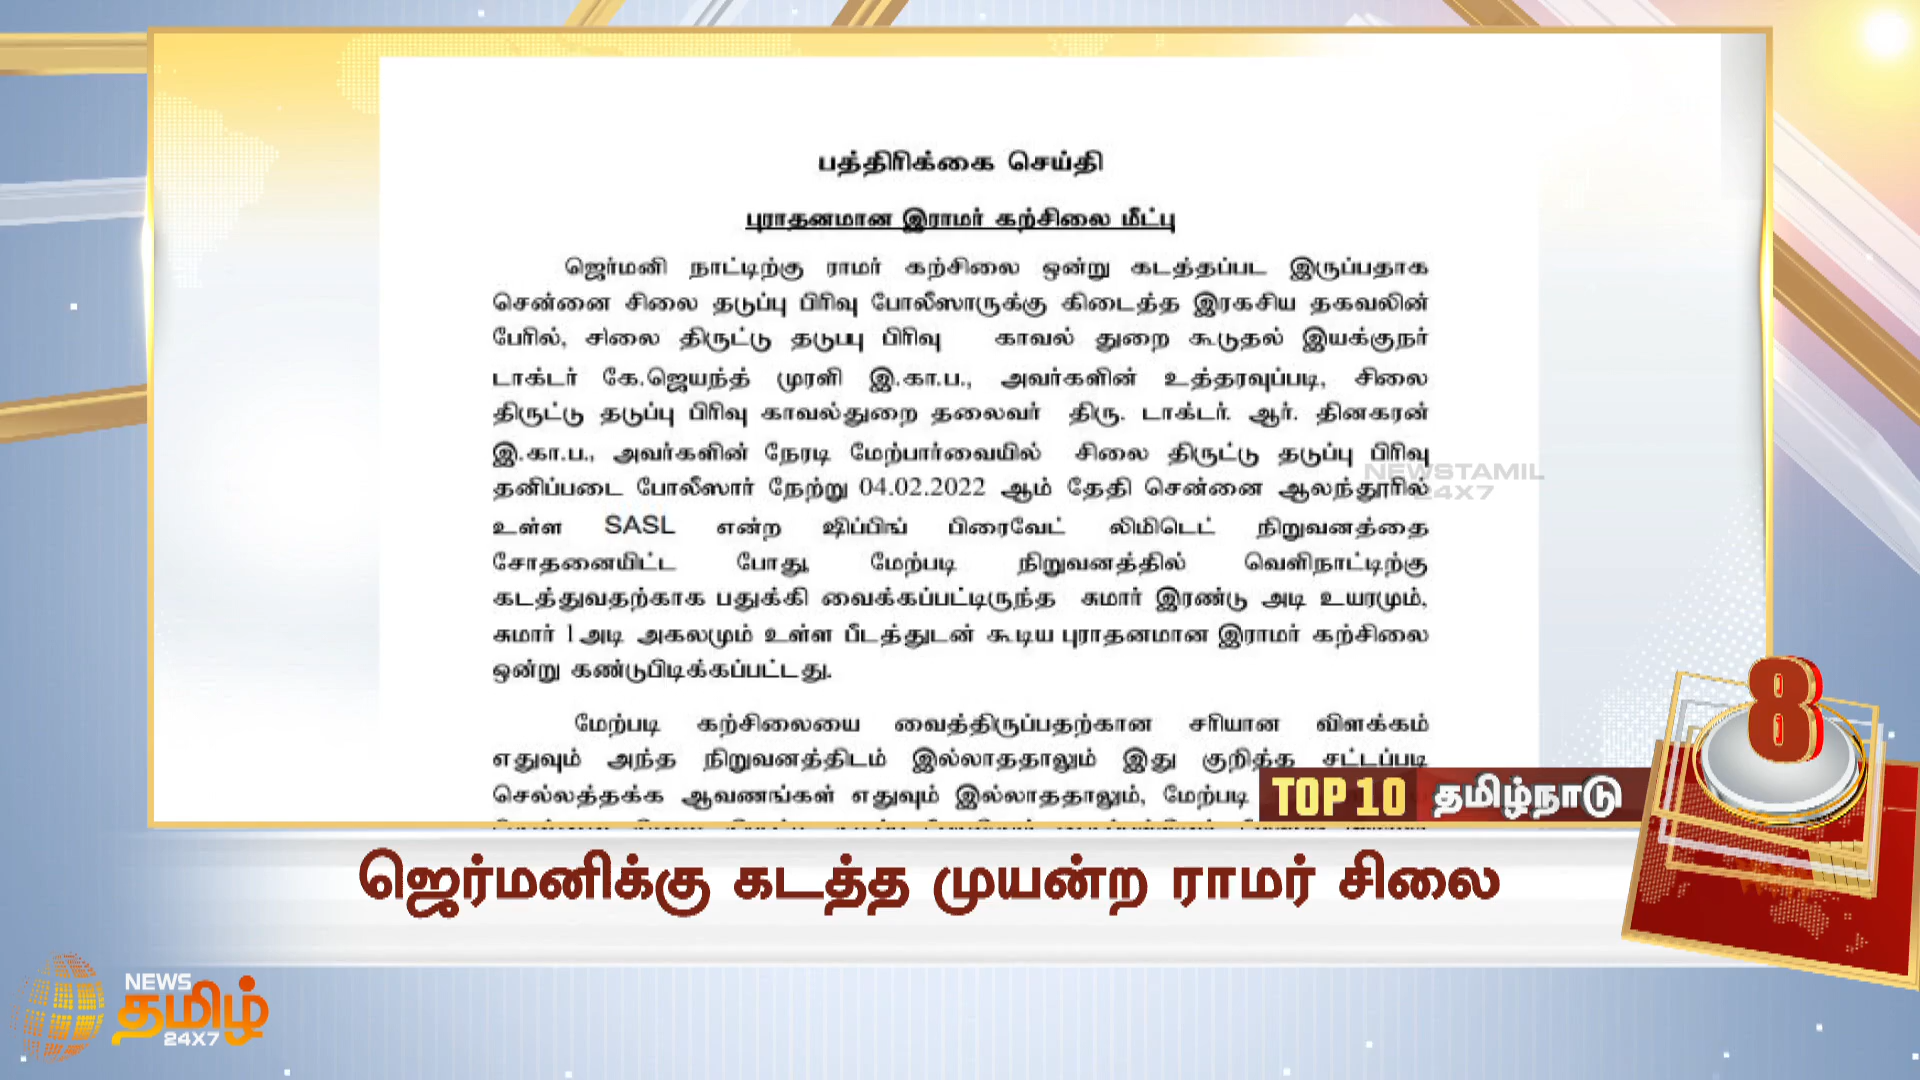 பத்திரிக்கை செய்தி
புராதனமான இராமர் கற்சிலை மீட்பு
ஜெர்மனி நாட்டிற்கு ராமர் கற்சிலை ஒன்று கடத்தப்பட இருப்பதாக
சென்னை சிலை தடுப்பு பிரிவு போலீஸாருக்கு கிடைத்த இரகசிய தகவலின்
பேரில், சிலை திருட்டு தடுப்பு பிரிவு காவல் துறை கூடுதல் இயக்குநர்
டாக்டர் கே.ஜெயந்த் முரளி இ.கா.ப., அவர்களின் உத்தரவுப்படி, சிலை
திருட்டு தடுப்பு பிரிவு காவல்துறை தலைவர் திரு. டாக்டர். ஆர். தினகரன்
இ.கா.ப., அவர்களின் நேரடி மேற்பார்வையில் சிலை திருட்டு தடுப்பு பிரிவு
தனிப்படை போலீஸார் நேற்று 04.02.2022 ஆம் தேதி சென்னை ஆலந்தூரில்
உள்ள SASL என்ற ஷிப்பிங் பிரைவேட் லிமிடெட் நிறுவனத்தை
சோதனையிட்ட போது, மேற்படி நிறுவனத்தில் வெளிநாட்டிற்கு
கடத்துவதற்காக பதுக்கி வைக்கப்பட்டிருந்த சுமார் இரண்டு அடி உயரமும்,
சுமார் 1அடி அகலமும் உள்ள பீடத்துடன் கூடிய புராதனமான இராமர் கற்சிலை
ஒன்று கண்டுபிடிக்கப்பட்டது.
மேற்படி கற்சிலையை வைத்திருப்பதற்கான சரியான விளக்கம்
எதுவும் அந்த நிறுவனத்திடம் இல்லாததாலும் இது குறித்த சட்டப்படி
செல்லத்தக்க ஆவணங்கள் எதுவும் இல்லாததாலும், மேற்படி
NEWSTAMIL
24X7
TOP 10 தமிழ்நாடு
8
ஜெர்மனிக்கு கடத்த முயன்ற ராமர் சிலை
NEWS
தமிழ்
24X7